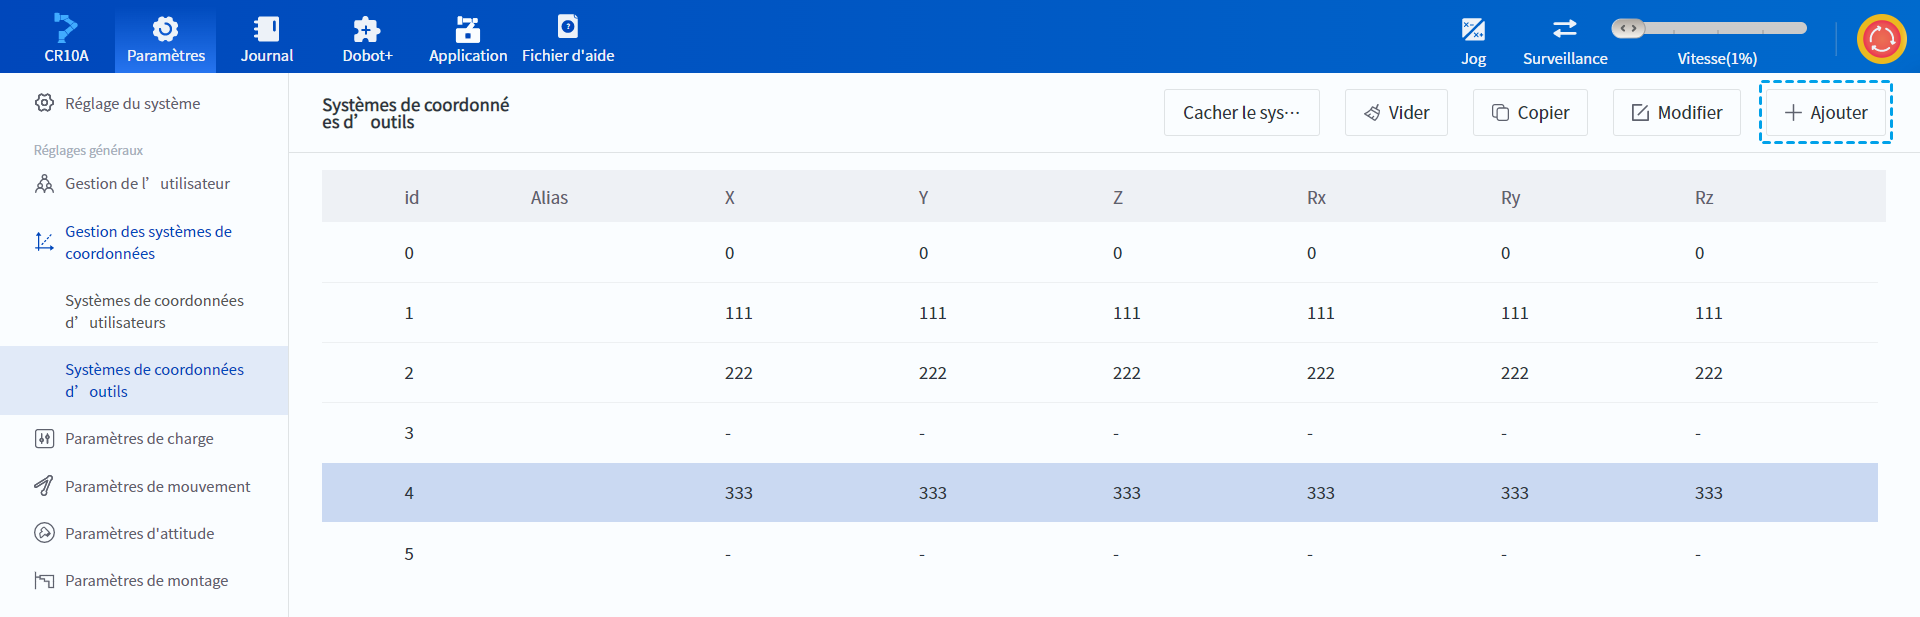 CR10A
Paramètres
Journal
Dobot+
Application
Fichier d'aide
Jog
Surveillance
Vitesse(1%)
Réglage du système
Réglages généraux
Gestion de l’ utilisateur
Gestion des systèmes de
coordonnées
Systèmes de coordonnées
d’ utilisateurs
Systèmes de coordonnées
d’ outils
Paramètres de charge
Paramètres de mouvement
Paramètres d'attitude
Paramètres de montage
Systèmes de coordonné
es d’ outils
Cacher le sys···
Vider
Copier
Modifier
Ajouter
id Alias X Y Z Rx Ry Rz
0 0 0 0 0 0 0
1 111 111 111 111 111 111
2 222 222 222 222 222 222
3 - - - - - -
4 333 333 333 333 333 333
5 - - - - - -